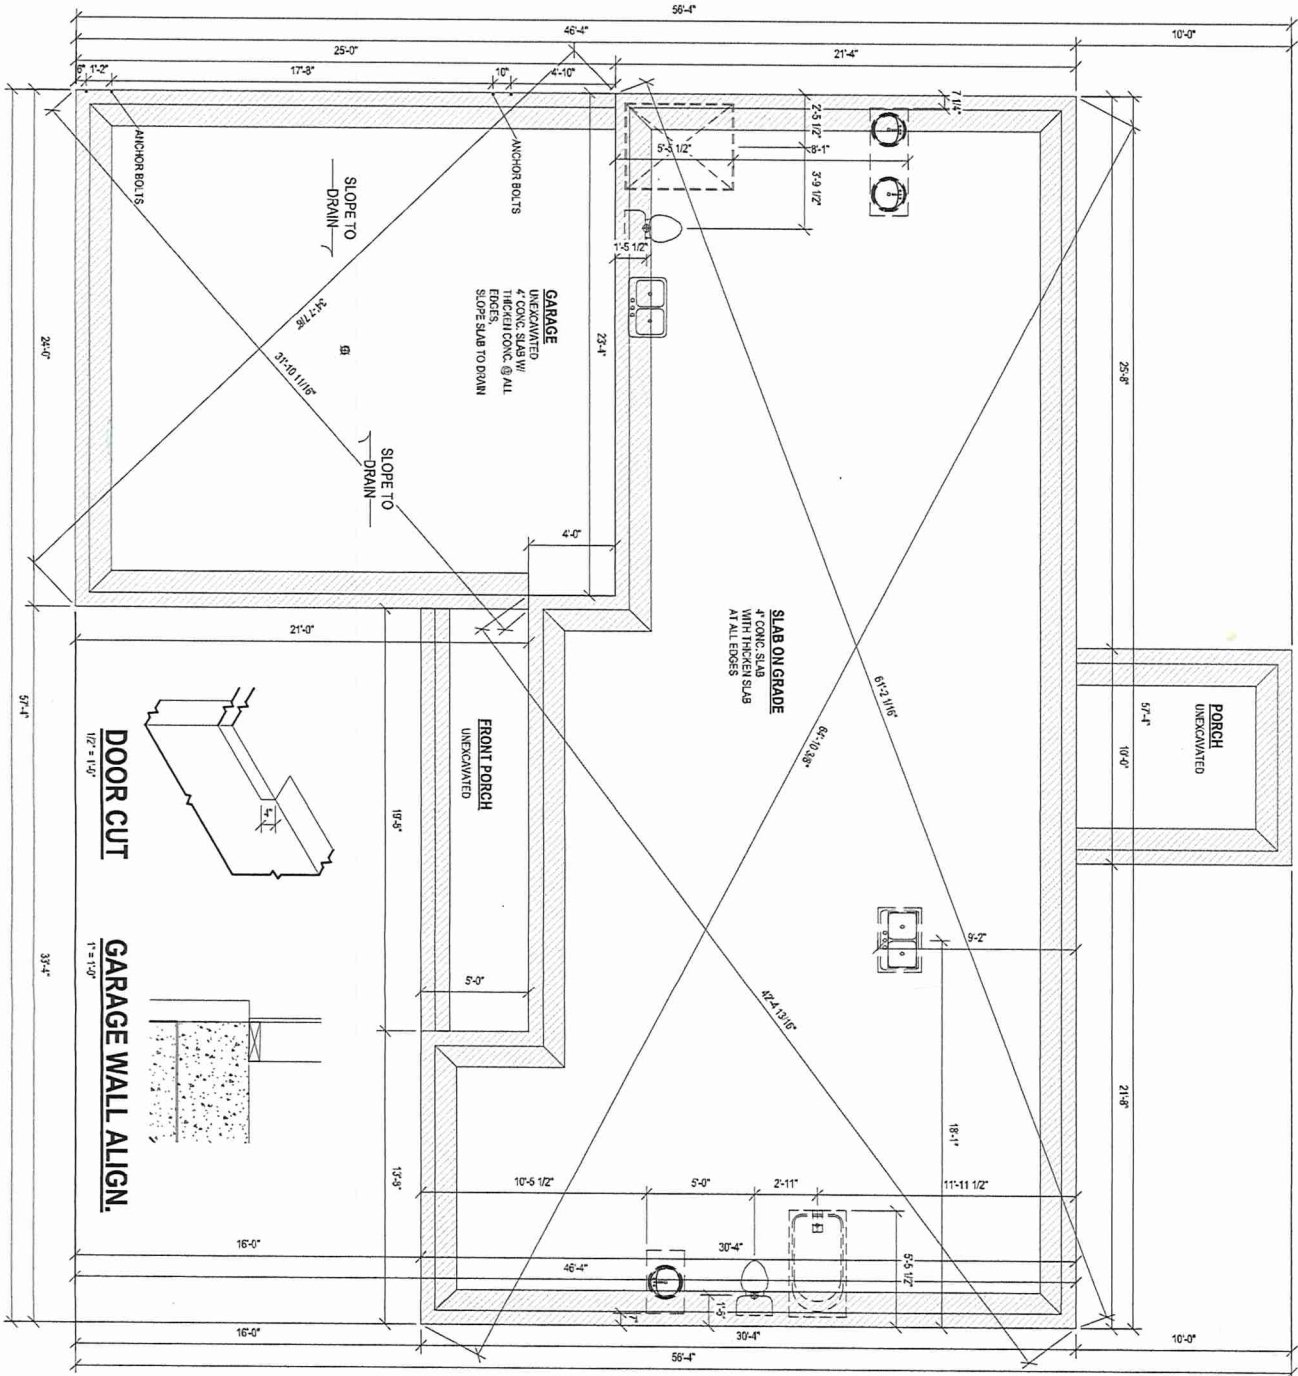 56'-4"
46'-4"
10'-0"
25'-0"
21'-4"
6"
1'-2"
17'-8"
10"
4'-10"
7 1/4"
2'-5 1/2"
5'-5 1/2"
8'-1"
3'-9 1/2"
1'-5 1/2"
ANCHOR BOLTS
ANCHOR BOLTS
SLOPE TO
DRAIN
SLOPE TO
DRAIN
GARAGE
UNEXCAVATED
4" CONC. SLAB W/
THICKEN CONC. @ ALL
EDGES,
SLOPE SLAB TO DRAIN
34'-7 7/8"
31'-10 11/16"
24'-0"
23'-4"
25'-8"
4'-0"
21'-0"
57'-4"
SLAB ON GRADE
4" CONC. SLAB
WITH THICKEN SLAB
AT ALL EDGES
61'-2 1/16"
64'-10 3/8"
42'-4 13/16"
57'-4"
10'-0"
PORCH
UNEXCAVATED
FRONT PORCH
UNEXCAVATED
19'-8"
5'-0"
DOOR CUT
1/2" = 1'-0"
4"
GARAGE WALL ALIGN.
1" = 1'-0"
33'-4"
13'-8"
9'-2"
18'-1"
21'-8"
10'-5 1/2"
5'-0"
2'-11"
11'-11 1/2"
5'-5 1/2"
16'-0"
30'-4"
46'-4"
1'-6"
7"
16'-0"
30'-4"
10'-0"
56'-4"